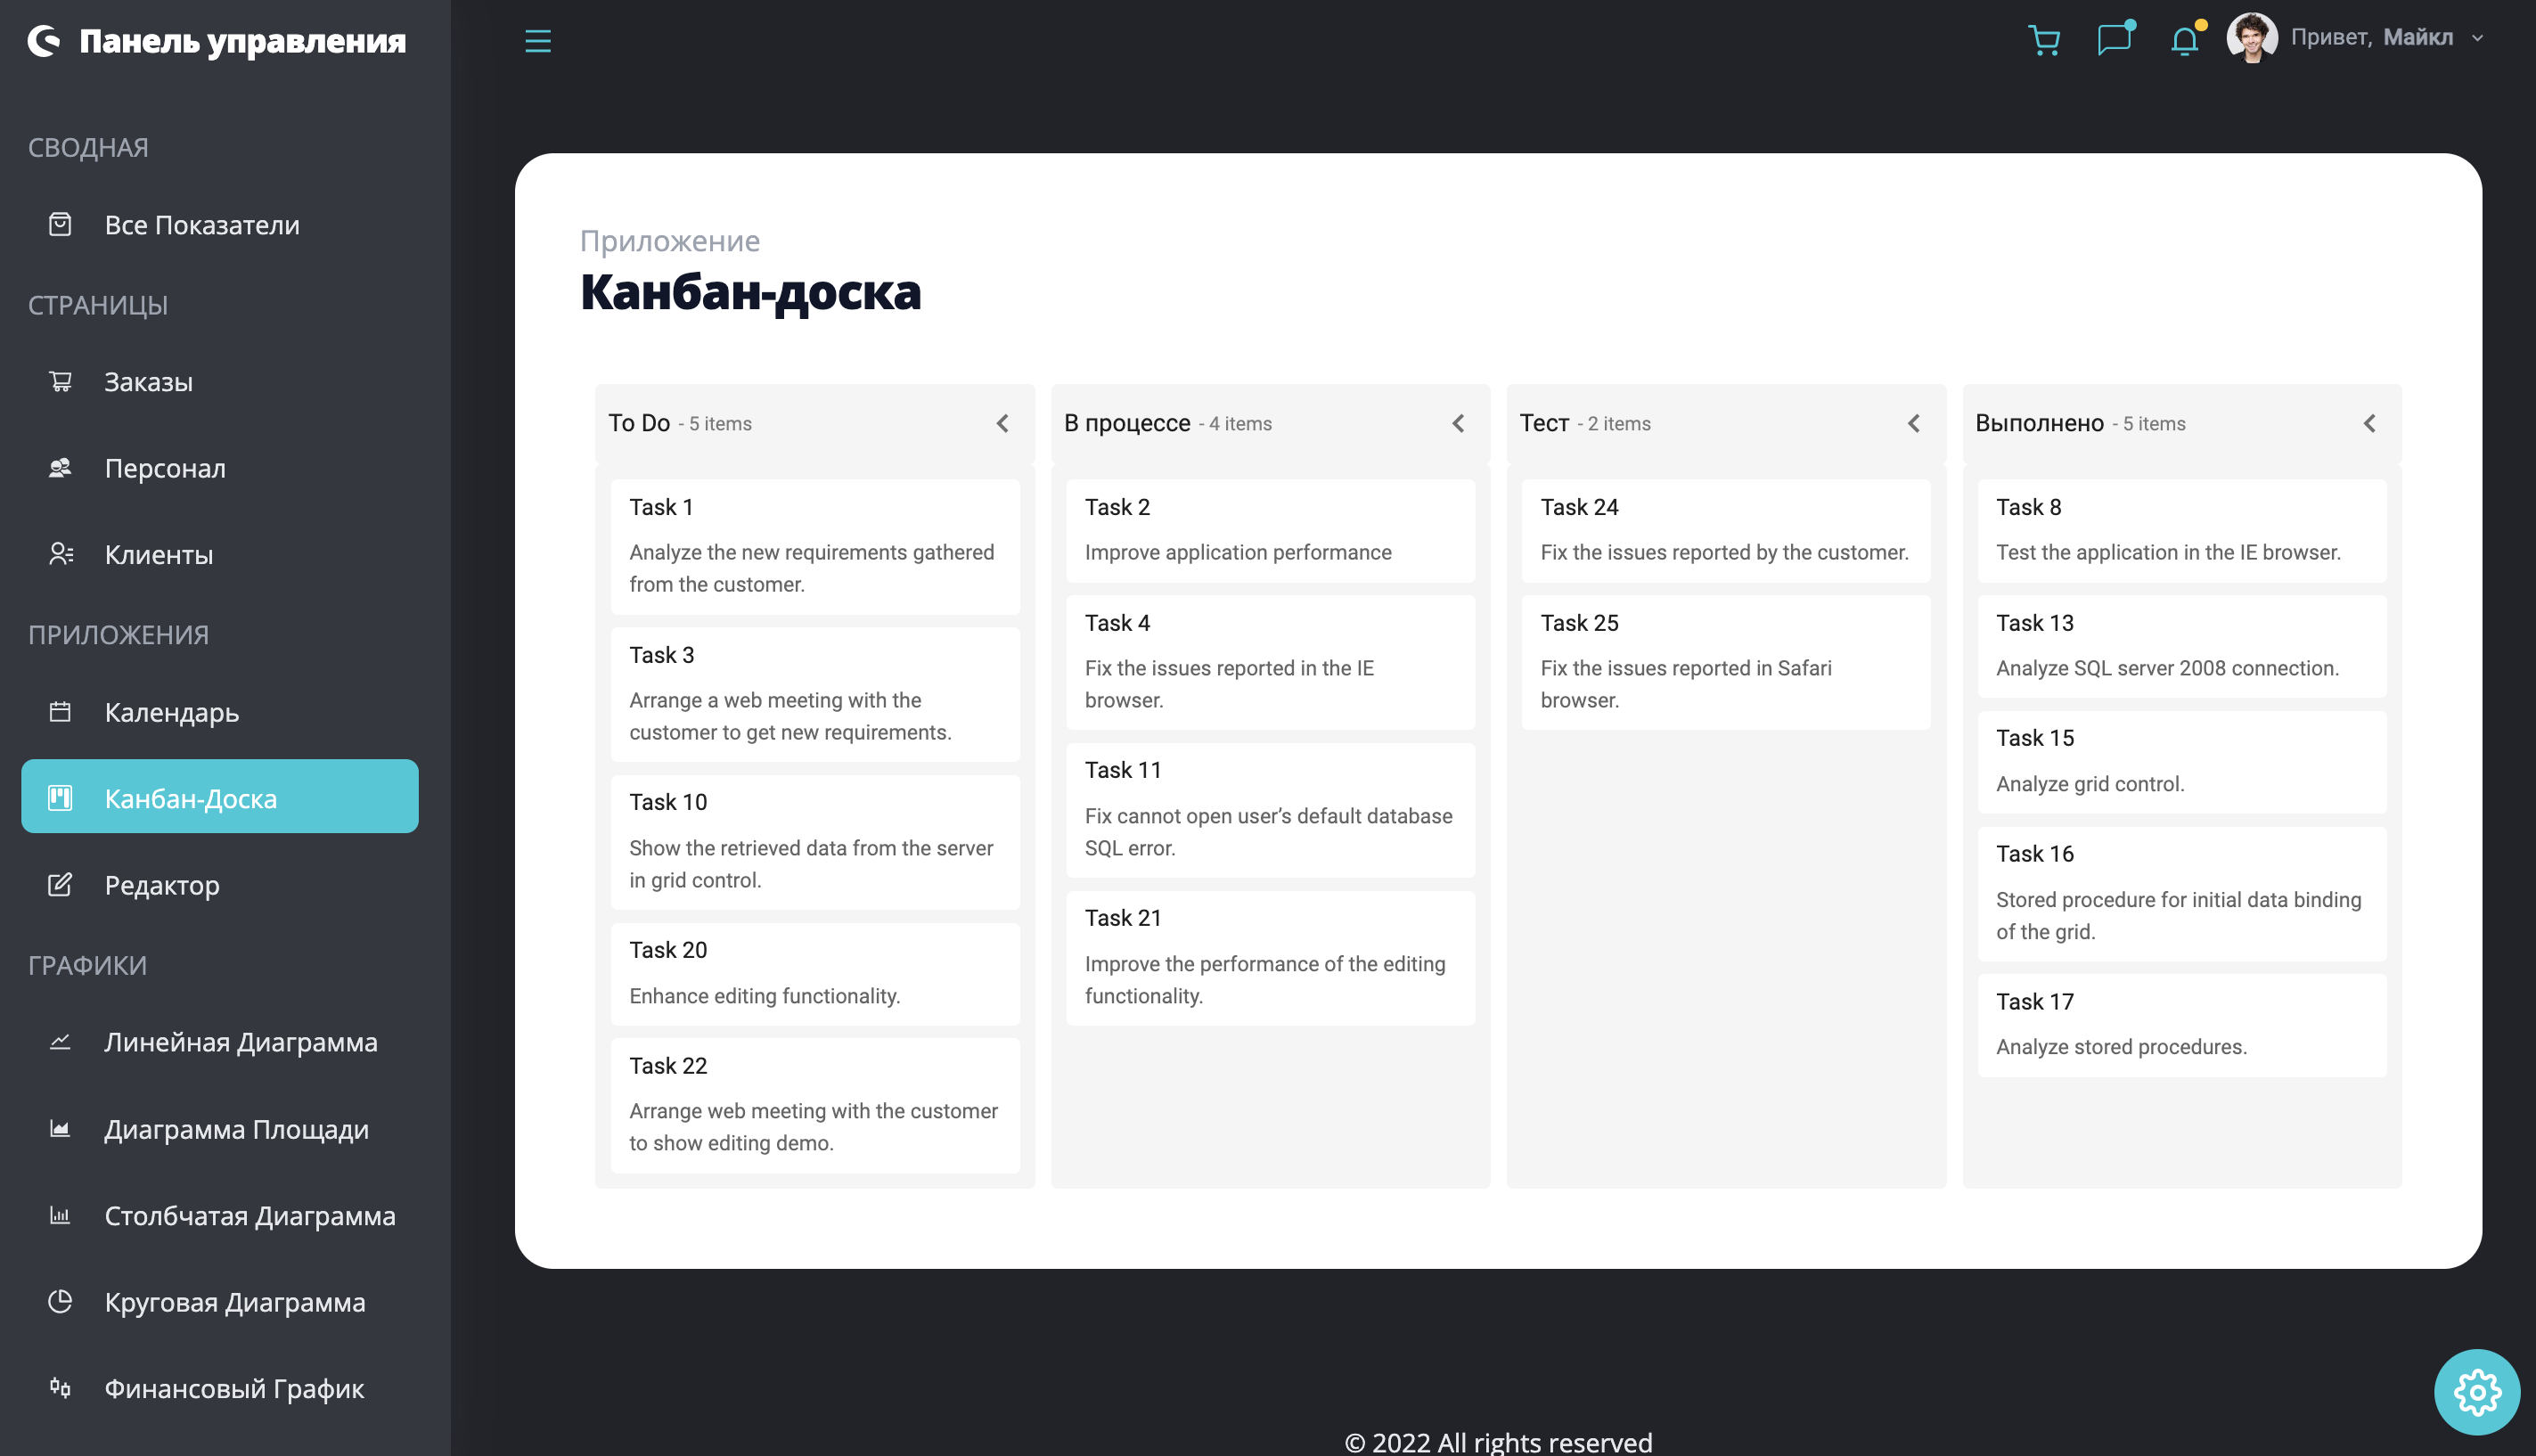 Панель управления
Привет, Майкл
СВОДНАЯ
Все Показатели
СТРАНИЦЫ
Заказы
Персонал
Клиенты
ПРИЛОЖЕНИЯ
Календарь
Канбан-Доска
Редактор
ГРАФИКИ
Линейная Диаграмма
Диаграмма Площади
Столбчатая Диаграмма
Круговая Диаграмма
Финансовый График
Приложение
Канбан-доска
To Do - 5 items
Task 1
Analyze the new requirements gathered
from the customer.
Task 3
Arrange a web meeting with the
customer to get new requirements.
Task 10
Show the retrieved data from the server
in grid control.
Task 20
Enhance editing functionality.
Task 22
Arrange web meeting with the customer
to show editing demo.
В процессе - 4 items
Task 2
Improve application performance
Task 4
Fix the issues reported in the IE
browser.
Task 11
Fix cannot open user’s default database
SQL error.
Task 21
Improve the performance of the editing
functionality.
Тест - 2 items
Task 24
Fix the issues reported by the customer.
Task 25
Fix the issues reported in Safari
browser.
Выполнено - 5 items
Task 8
Test the application in the IE browser.
Task 13
Analyze SQL server 2008 connection.
Task 15
Analyze grid control.
Task 16
Stored procedure for initial data binding
of the grid.
Task 17
Analyze stored procedures.
© 2022 All rights reserved